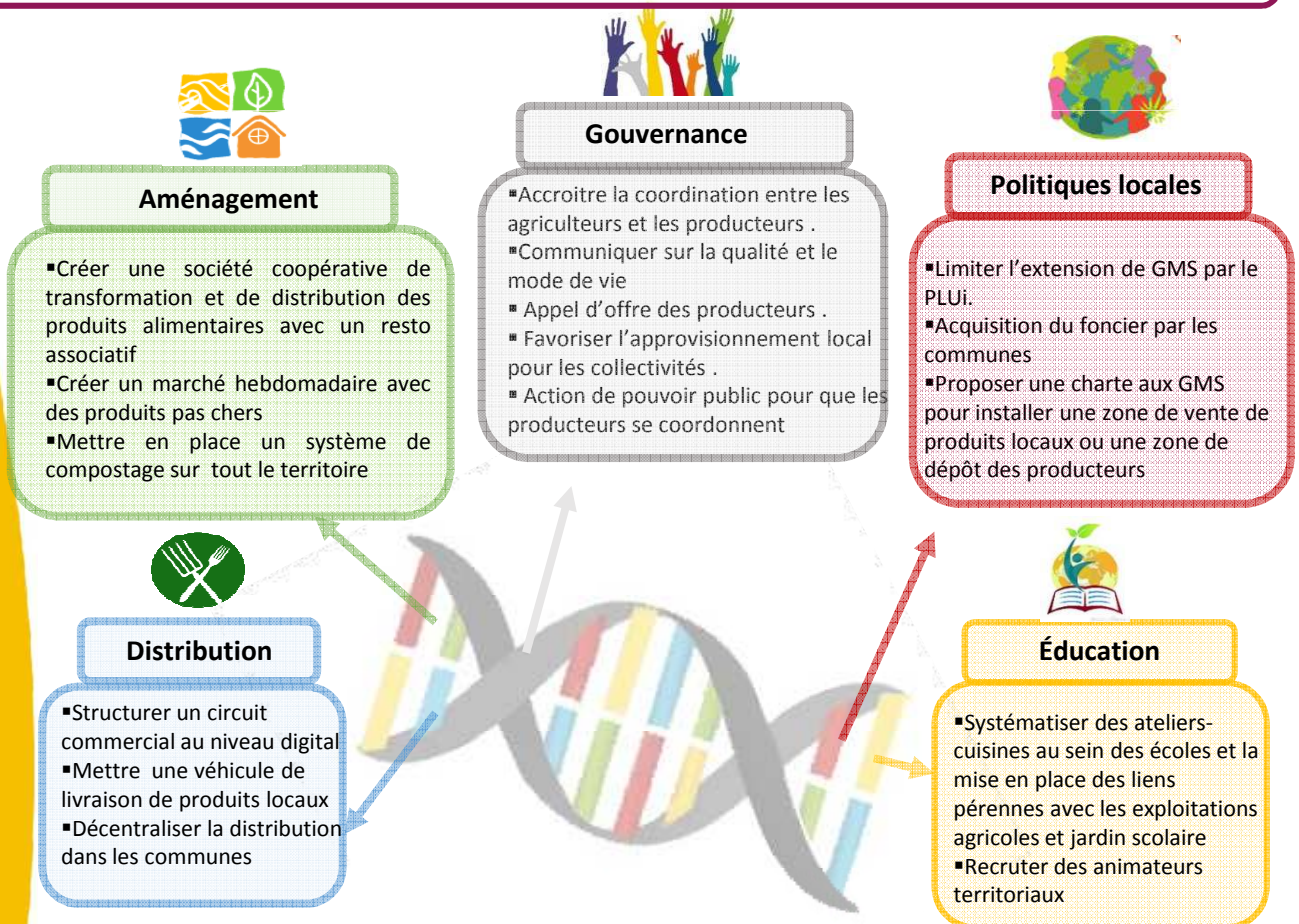 Aménagement
▪Créer une société coopérative de
transformation et de distribution des
produits alimentaires avec un resto
associatif
▪Créer un marché hebdomadaire avec
des produits pas chers
▪Mettre en place un système de
compostage sur tout le territoire
Gouvernance
▪Accroitre la coordination entre les
agriculteurs et les producteurs .
▪Communiquer sur la qualité et le
mode de vie
▪ Appel d’offre des producteurs .
▪ Favoriser l’approvisionnement local
pour les collectivités .
▪ Action de pouvoir public pour que les
producteurs se coordonnent
Politiques locales
▪Limiter l’extension de GMS par le
PLUi.
▪Acquisition du foncier par les
communes
▪Proposer une charte aux GMS
pour installer une zone de vente de
produits locaux ou une zone de
dépôt des producteurs
Distribution
▪Structurer un circuit
commercial au niveau digital
▪Mettre une véhicule de
livraison de produits locaux
▪Décentraliser la distribution
dans les communes
Éducation
▪Systématiser des ateliers-
cuisines au sein des écoles et la
mise en place des liens
pérennes avec les exploitations
agricoles et jardin scolaire
▪Recruter des animateurs
territoriaux